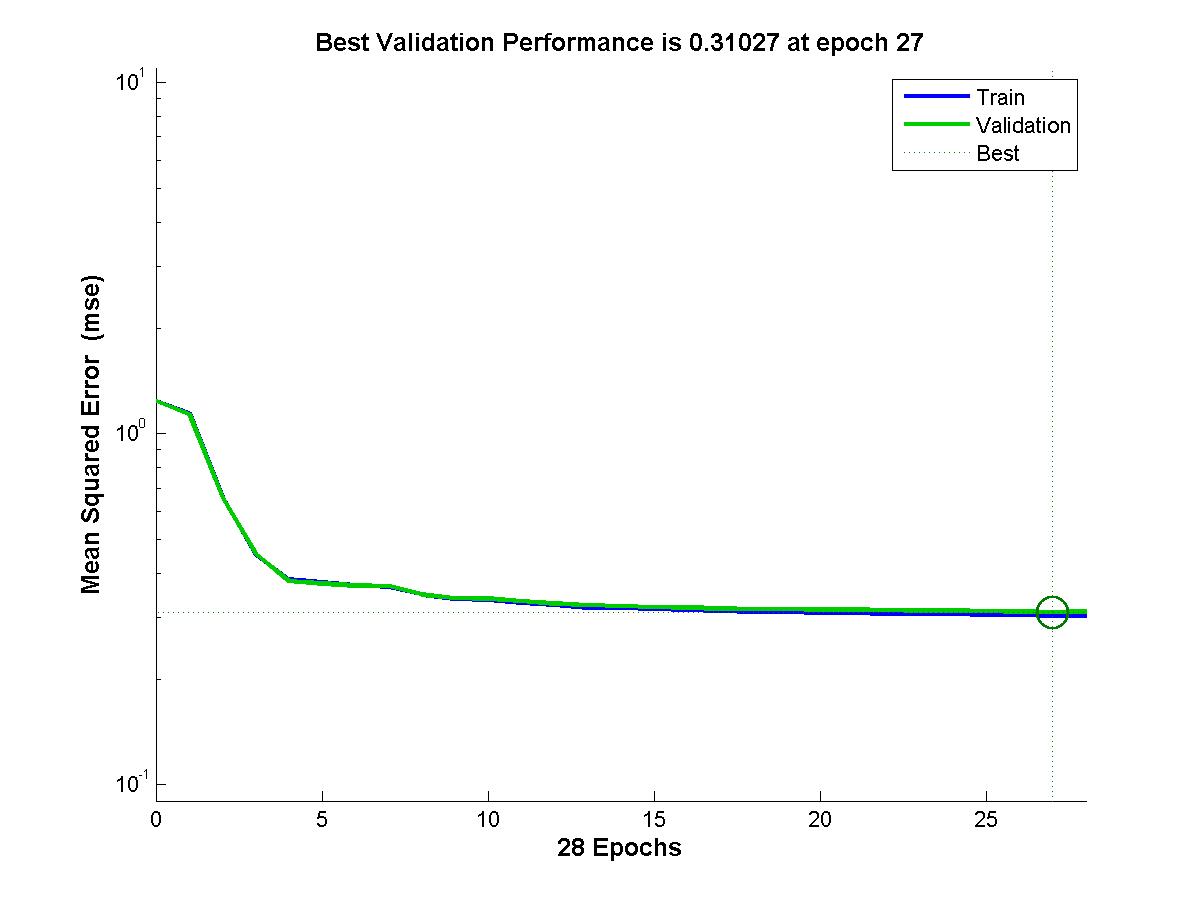 Best Validation Performance is 0.31027 at epoch 27
10^1
Train
Validation
Best
Mean Squared Error (mse)
10^0
10^-1
0 5 10 15 20 25
28 Epochs